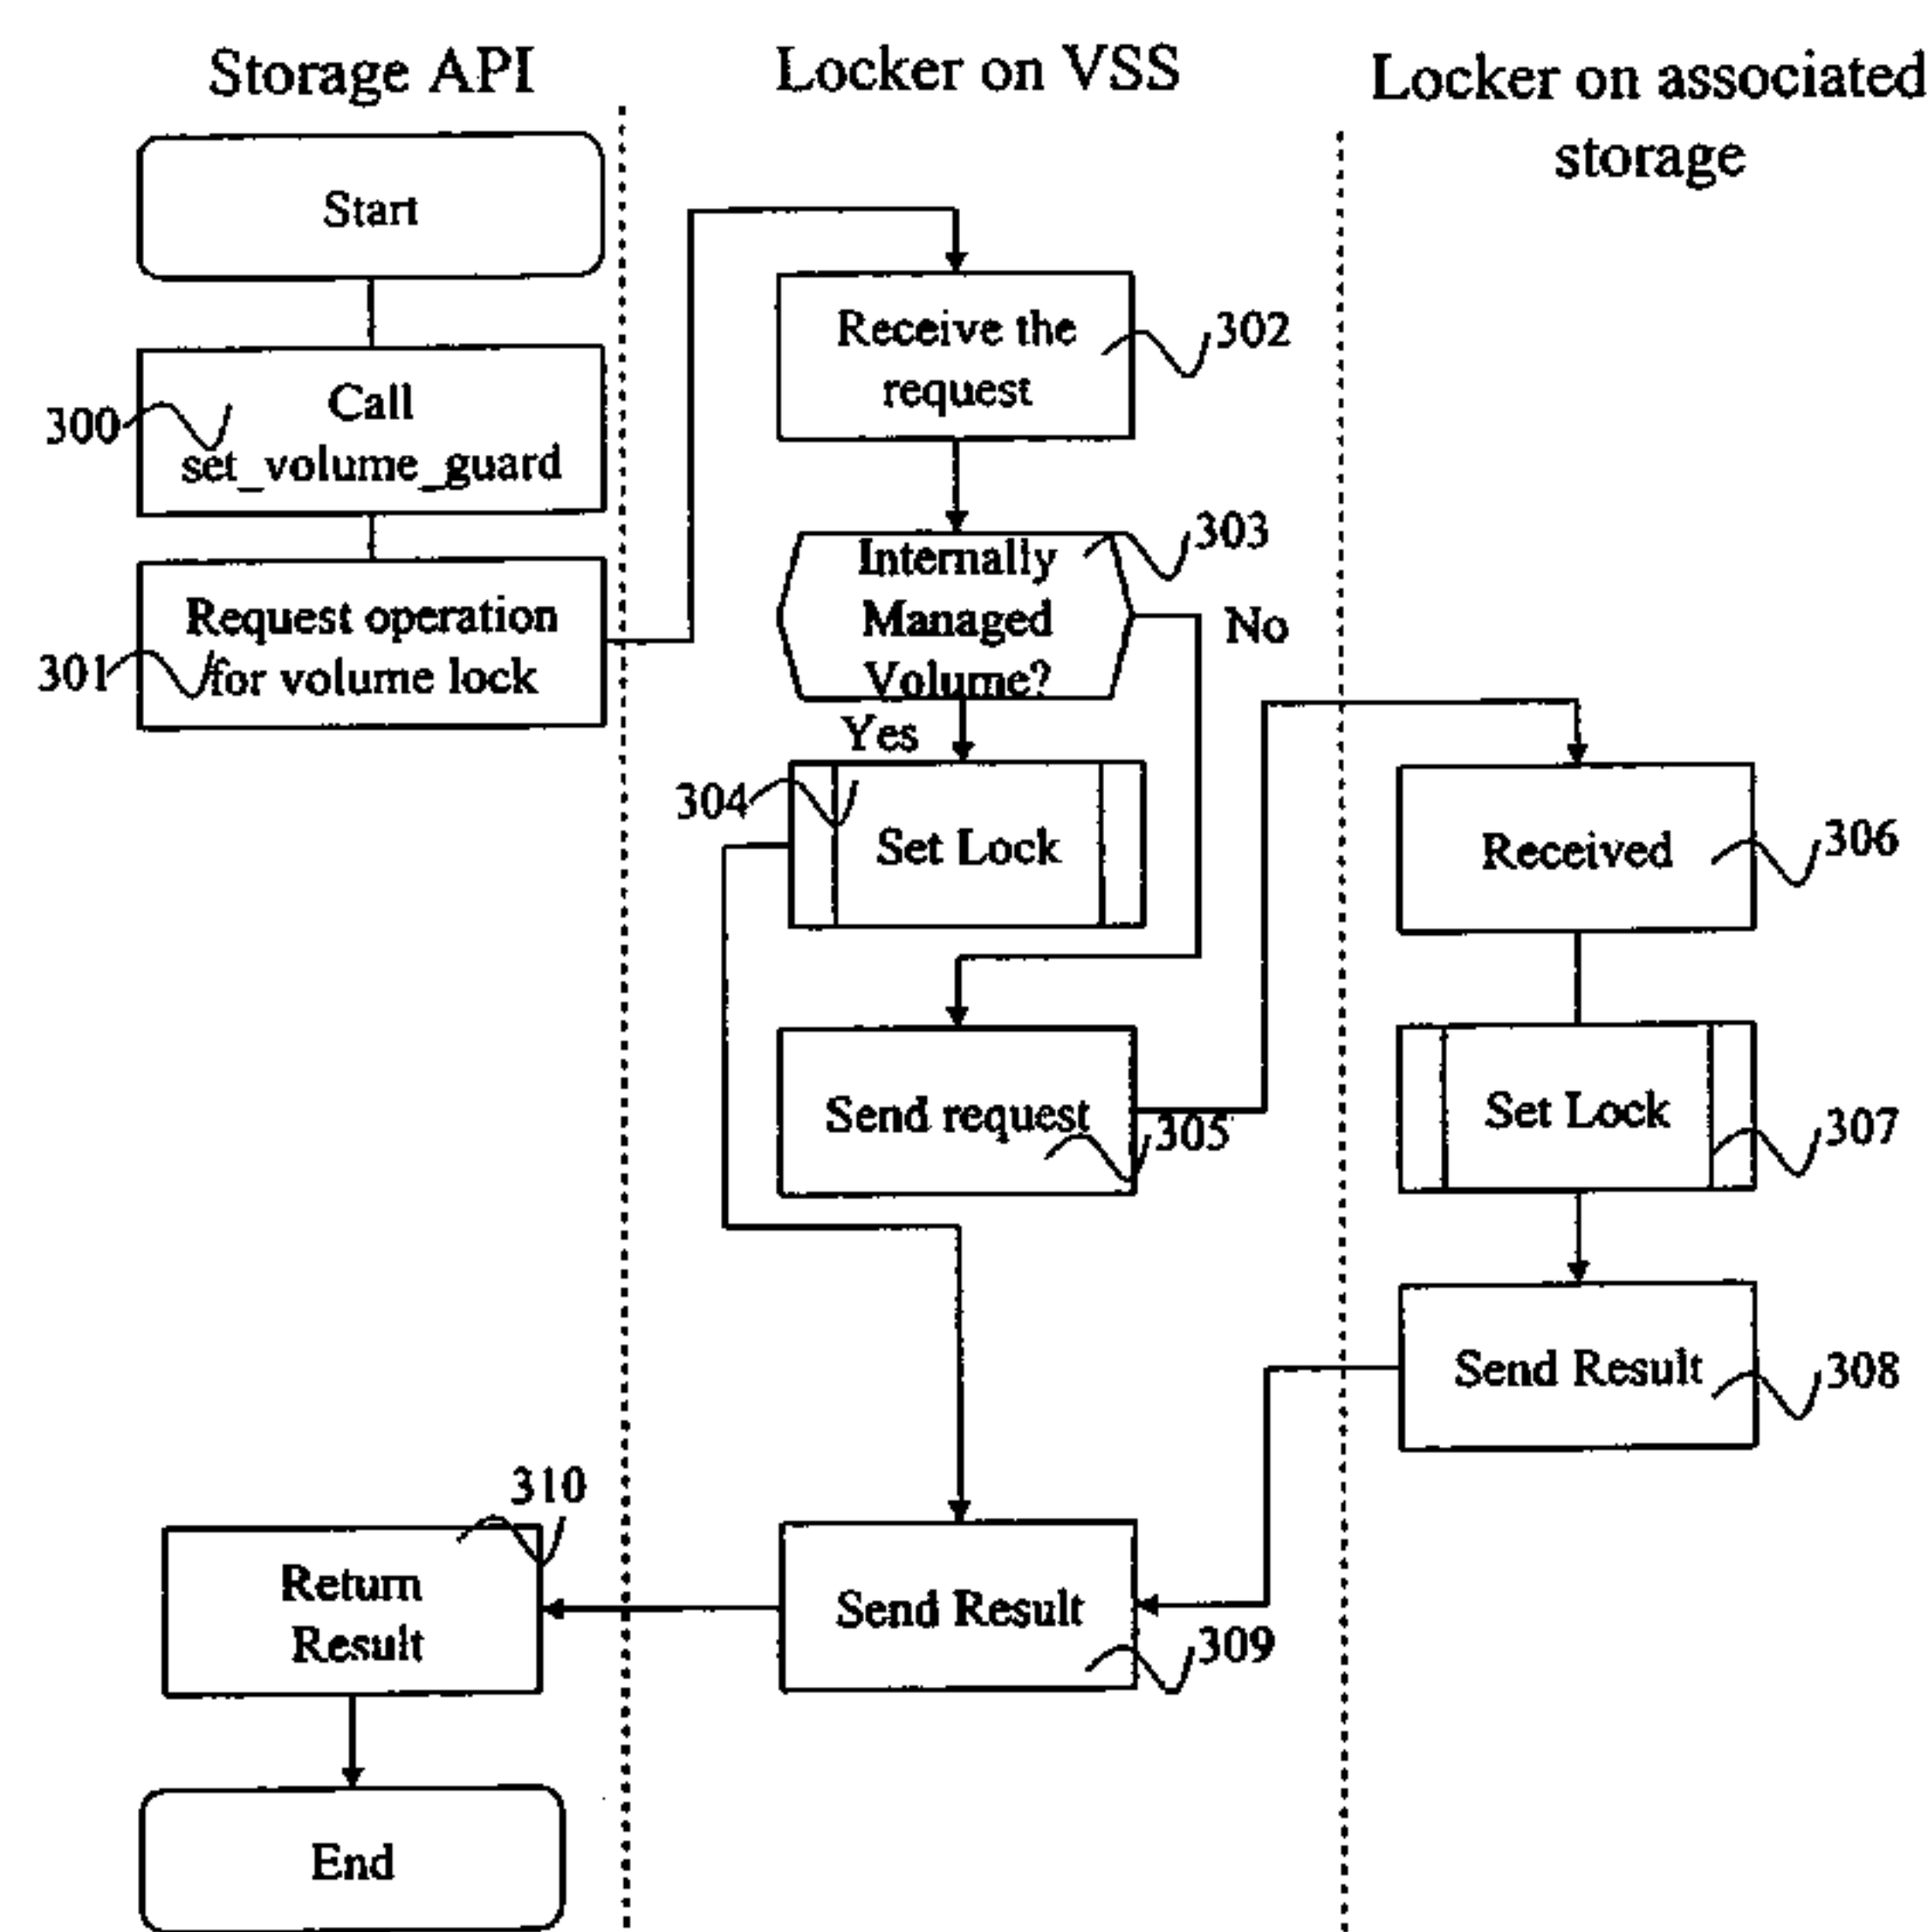 Storage API
Locker on VSS
Locker on associated
storage
Start
300
Call
set_volume_guard
301
Request operation
for volume lock
Receive the
request
302
Internally
Managed
Volume?
303
No
Yes
304
Set Lock
Send request
305
Received
306
Set Lock
307
Send Result
308
Send Result
309
310
Return
Result
End